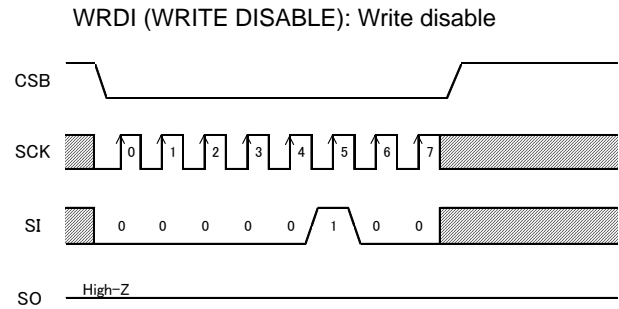 WRDI (WRITE DISABLE): Write disable
CSB
SCK 0 1 2 3 4 5 6 7
SI 0 0 0 0 0 1 0 0
High-Z
SO